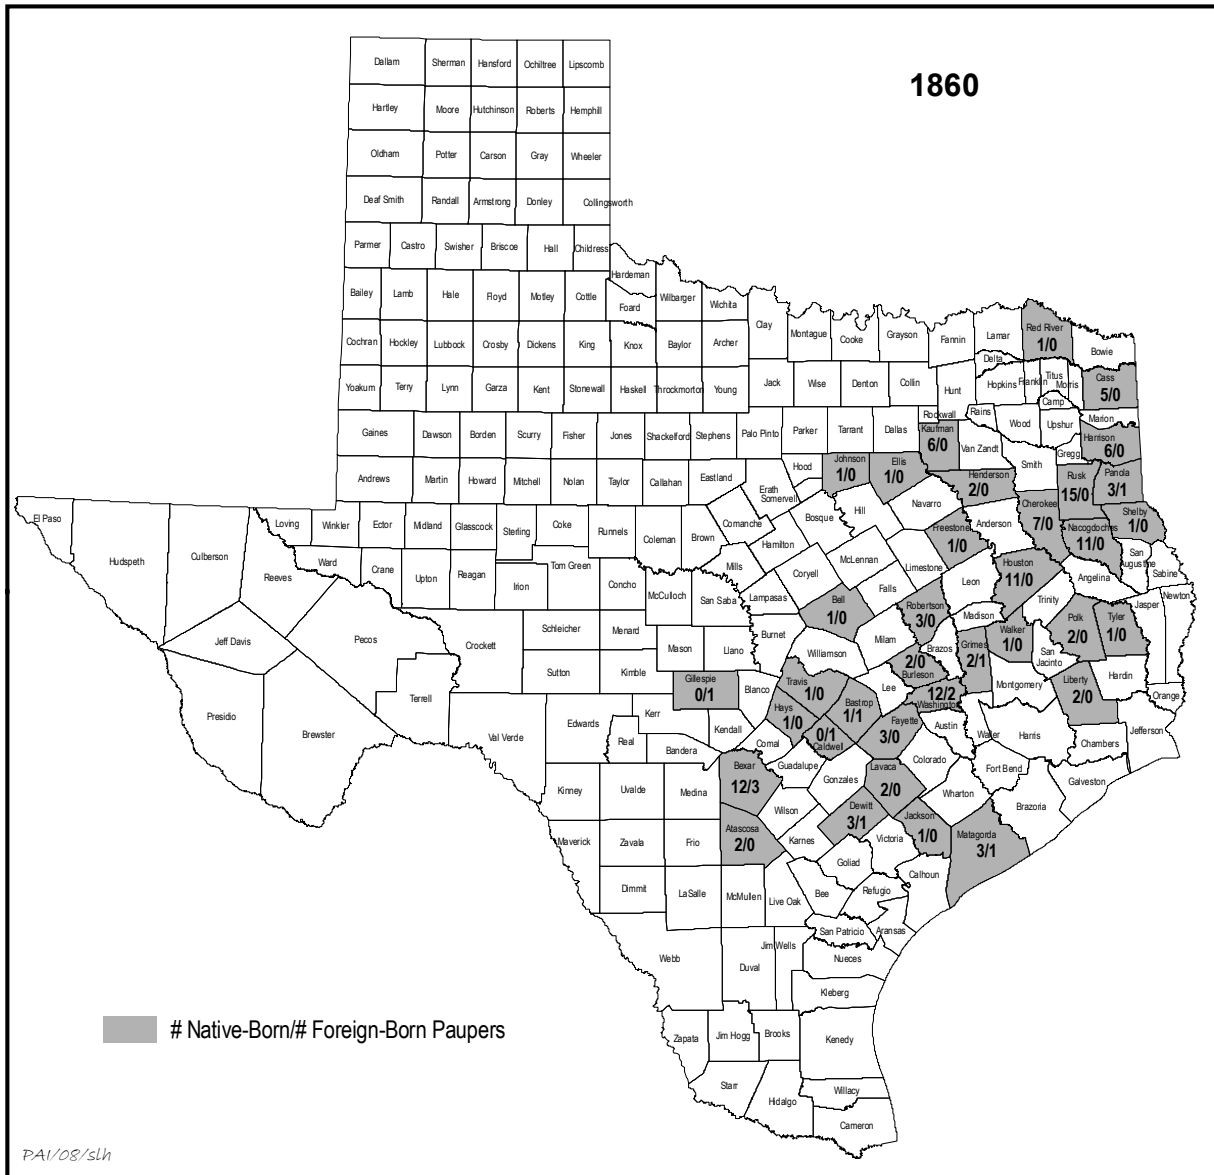 1860
Dallam Sherman Hansford Ochiltree Lipscomb
Hartley Moore Hutchinson Roberts Hemphill
Oldham Potter Carson Gray Wheeler
Deaf Smith Randall Armstrong Donley Collingsworth
Parmer Castro Swisher Briscoe Hall Childress
Hardeman
Bailey Lamb Hale Floyd Motley Cottle Foard Wilbarger Wichita
Clay Montague Cooke Grayson Fannin Lamar Red River
1/0
Bowie
Delta
Cochran Hockley Lubbock Crosby Dickens King Knox Baylor Archer
Yoakum Terry Lynn Garza Kent Stonewall Haskell Throckmorton Young Jack Wise Denton Collin Hunt Hopkins Franklin Titus Morris Cass
5/0
Camp
Rockwall Rains Wood Upshur Marion
Gaines Dawson Borden Scurry Fisher Jones Shackelford Stephens Palo Pinto Parker Tarrant Dallas Kaufman
6/0
Van Zandt Smith Gregg Harrison
6/0
Andrews Martin Howard Mitchell Nolan Taylor Callahan Eastland Erath Hood Somervell Johnson
1/0
Ellis
1/0
Henderson
2/0
Rusk
15/0
Panola
3/1
El Paso Hudspeth Culberson Reeves Loving Winkler Ector Midland Glasscock Sterling Coke Runnels Coleman Brown Comanche Hamilton Bosque Hill Navarro Freestone
1/0
Anderson Cherokee
7/0
Nacogdoches
11/0
Shelby
1/0
San Augustine Sabine
Ward Crane Upton Reagan Irion Tom Green Concho McCulloch San Saba Mills Lampasas Coryell McLennan Falls Limestone Leon Houston
11/0
Angelina
Trinity
Jasper Newton
Jeff Davis Pecos Crockett Schleicher Menard Mason Llano Burnet Bell
1/0
Williamson Milam Robertson
3/0
Brazos Madison Grimes
2/1
Walker
1/0
San Jacinto
Polk
2/0
Tyler
1/0
Hardin
Orange
Presidio Brewster Terrell Val Verde Sutton Kimble Gillespie
0/1
Blanco Travis
1/0
Lee
2/0
Burleson
12/2
Washington
Montgomery Liberty
2/0
Jefferson
Edwards Real Kerr Kendall Bandera Comal Hays
1/0
0/1
Caldwell
Bastrop
1/1
Fayette
3/0
Austin Waller Harris Chambers
Kinney Uvalde Medina Bexar
12/3
Guadalupe Gonzales Lavaca
2/0
Colorado Wharton Fort Bend Brazoria Galveston
Maverick Zavala Frio Atascosa
2/0
Wilson Karnes Dewitt
3/1
Victoria Jackson
1/0
Matagorda
3/1
Dimmit LaSalle McMullen Live Oak Bee Goliad Refugio Calhoun
San Patricio Aransas
Webb Duval Jim Wells Nueces
Kleberg
Zapata Jim Hogg Brooks Kenedy
Starr Hidalgo Willacy
Cameron
# Native-Born/# Foreign-Born Paupers
PAI/08/slh